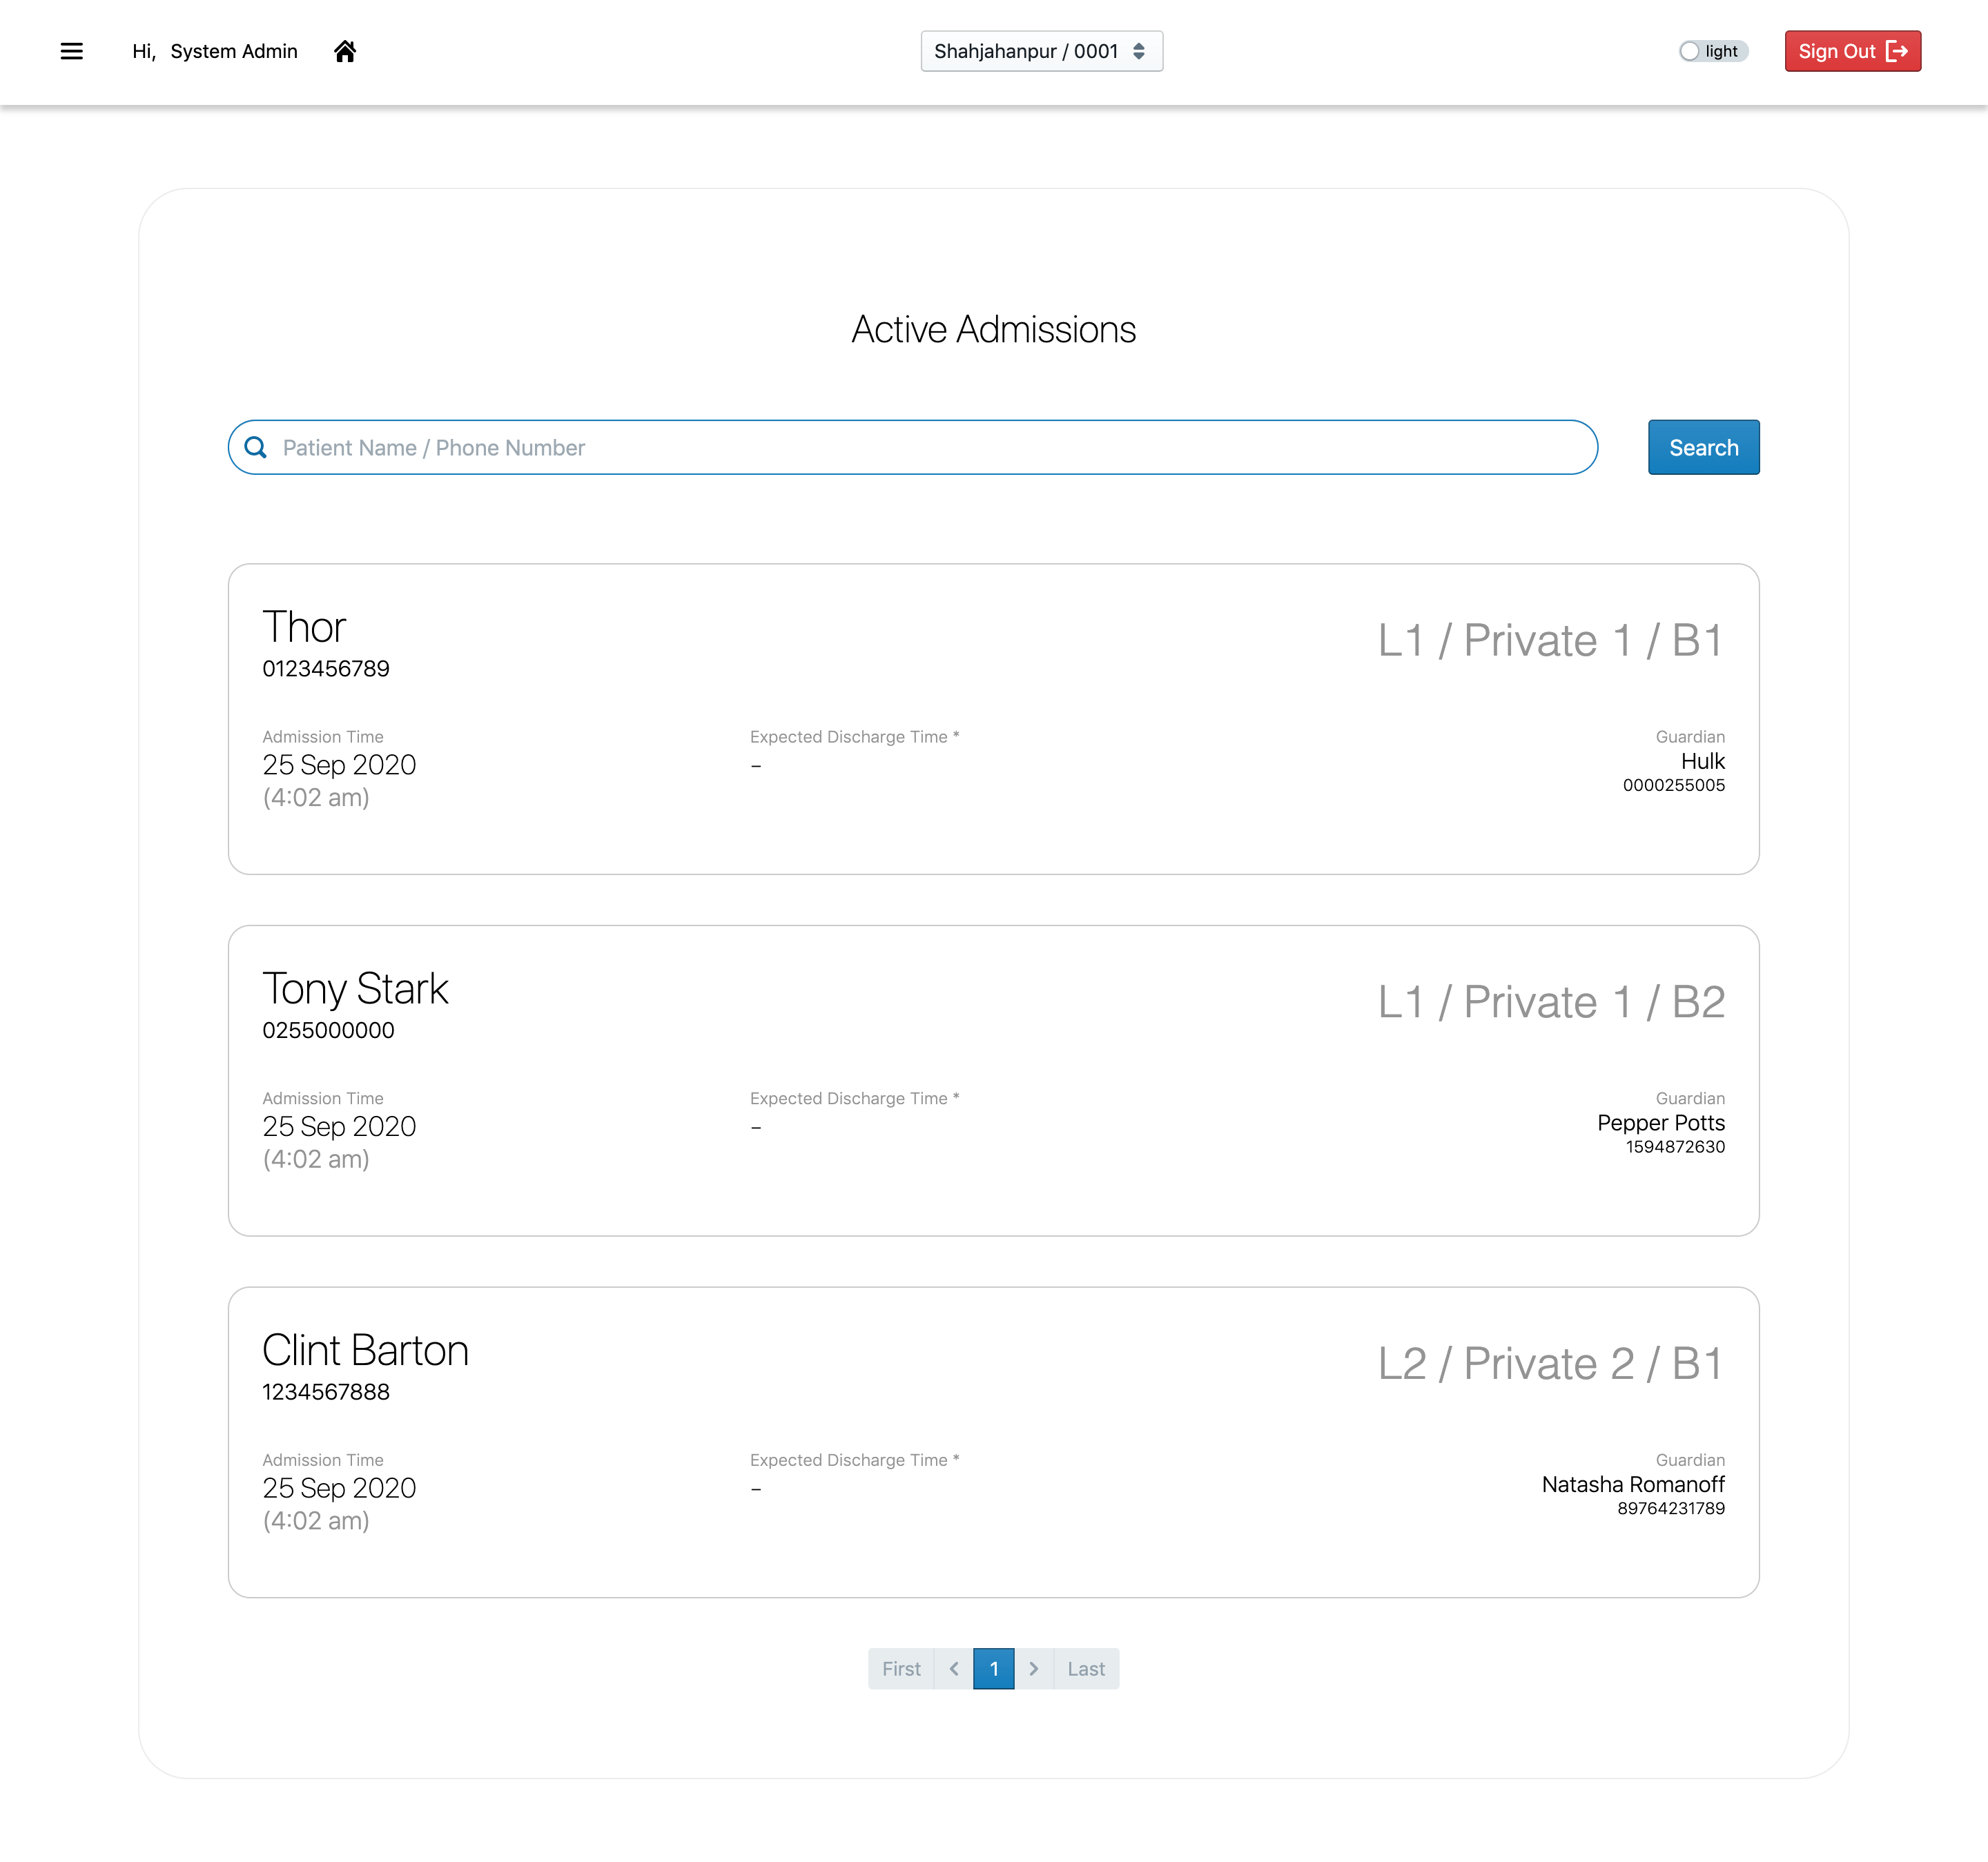 Hi, System Admin
Shahjahanpur / 0001
light
Sign Out
Active Admissions
Patient Name / Phone Number
Search
Thor
0123456789
L1 / Private 1 / B1
Admission Time
25 Sep 2020
(4:02 am)
Expected Discharge Time *
–
Guardian
Hulk
0000255005
Tony Stark
0255000000
L1 / Private 1 / B2
Admission Time
25 Sep 2020
(4:02 am)
Expected Discharge Time *
–
Guardian
Pepper Potts
1594872630
Clint Barton
1234567888
L2 / Private 2 / B1
Admission Time
25 Sep 2020
(4:02 am)
Expected Discharge Time *
–
Guardian
Natasha Romanoff
89764231789
First < 1 > Last